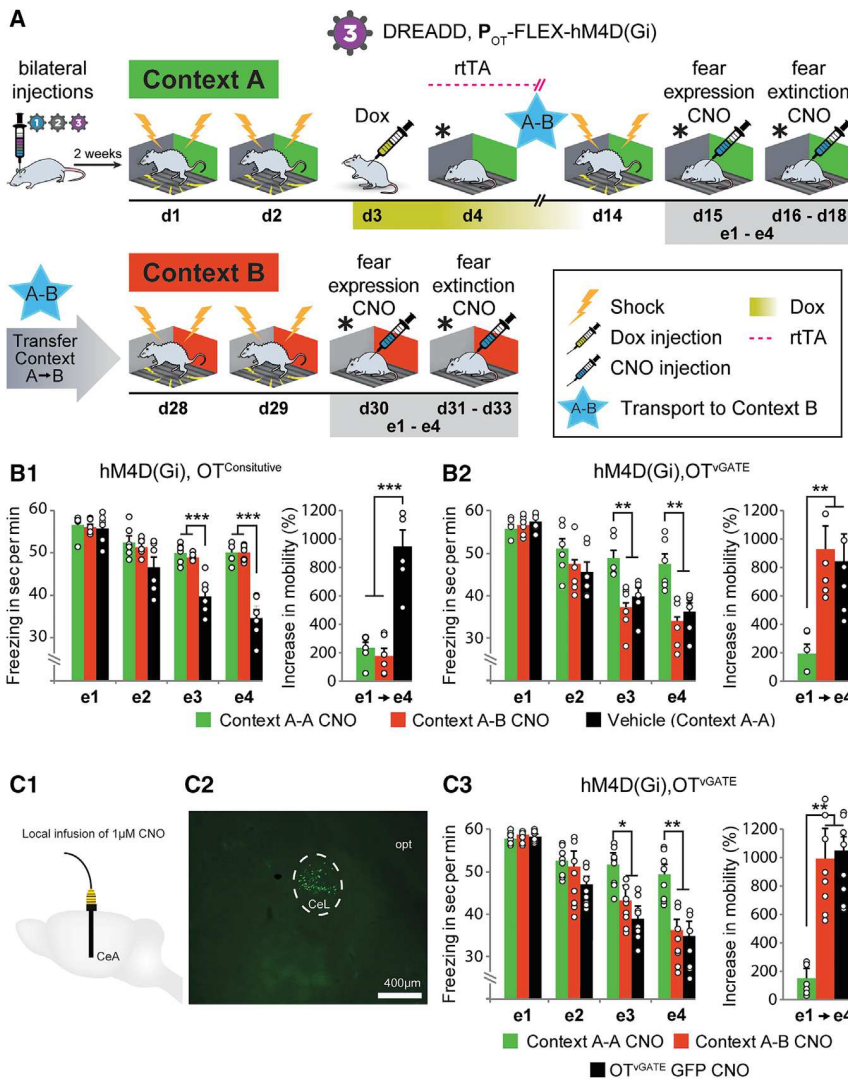 A
3 DREADD, P_OT-FLEX-hM4D(Gi)
bilateral
injections
1 2 3
2 weeks
Context A
Dox
rtTA
*
A-B
fear
expression
CNO
*
fear
extinction
CNO
*
d1 d2 d3 d4 d14 d15 d16 - d18
e1 - e4
A-B
Transfer
Context
A→B
Context B
fear
expression
CNO
*
fear
extinction
CNO
*
d28 d29 d30 d31 - d33
e1 - e4
Shock
Dox injection
CNO injection
A-B Transport to Context B
Dox
rtTA
B1
hM4D(Gi), OT^Consitutive
Freezing in sec per min
60
50
40
30
*** ***
e1 e2 e3 e4
Increase in mobility (%)
1200
1000
800
600
400
200
0
***
e1 → e4
B2
hM4D(Gi),OT^vGATE
Freezing in sec per min
60
50
40
30
** **
e1 e2 e3 e4
Increase in mobility (%)
1200
1000
800
600
400
200
0
**
e1 → e4
Context A-A CNO Context A-B CNO Vehicle (Context A-A)
C1
Local infusion of 1µM CNO
CeA
C2
opt
CeL
400µm
C3
hM4D(Gi),OT^vGATE
Freezing in sec per min
60
50
40
30
* **
e1 e2 e3 e4
Increase in mobility (%)
1200
1000
800
600
400
200
0
**
e1 → e4
Context A-A CNO Context A-B CNO
OT^vGATE GFP CNO